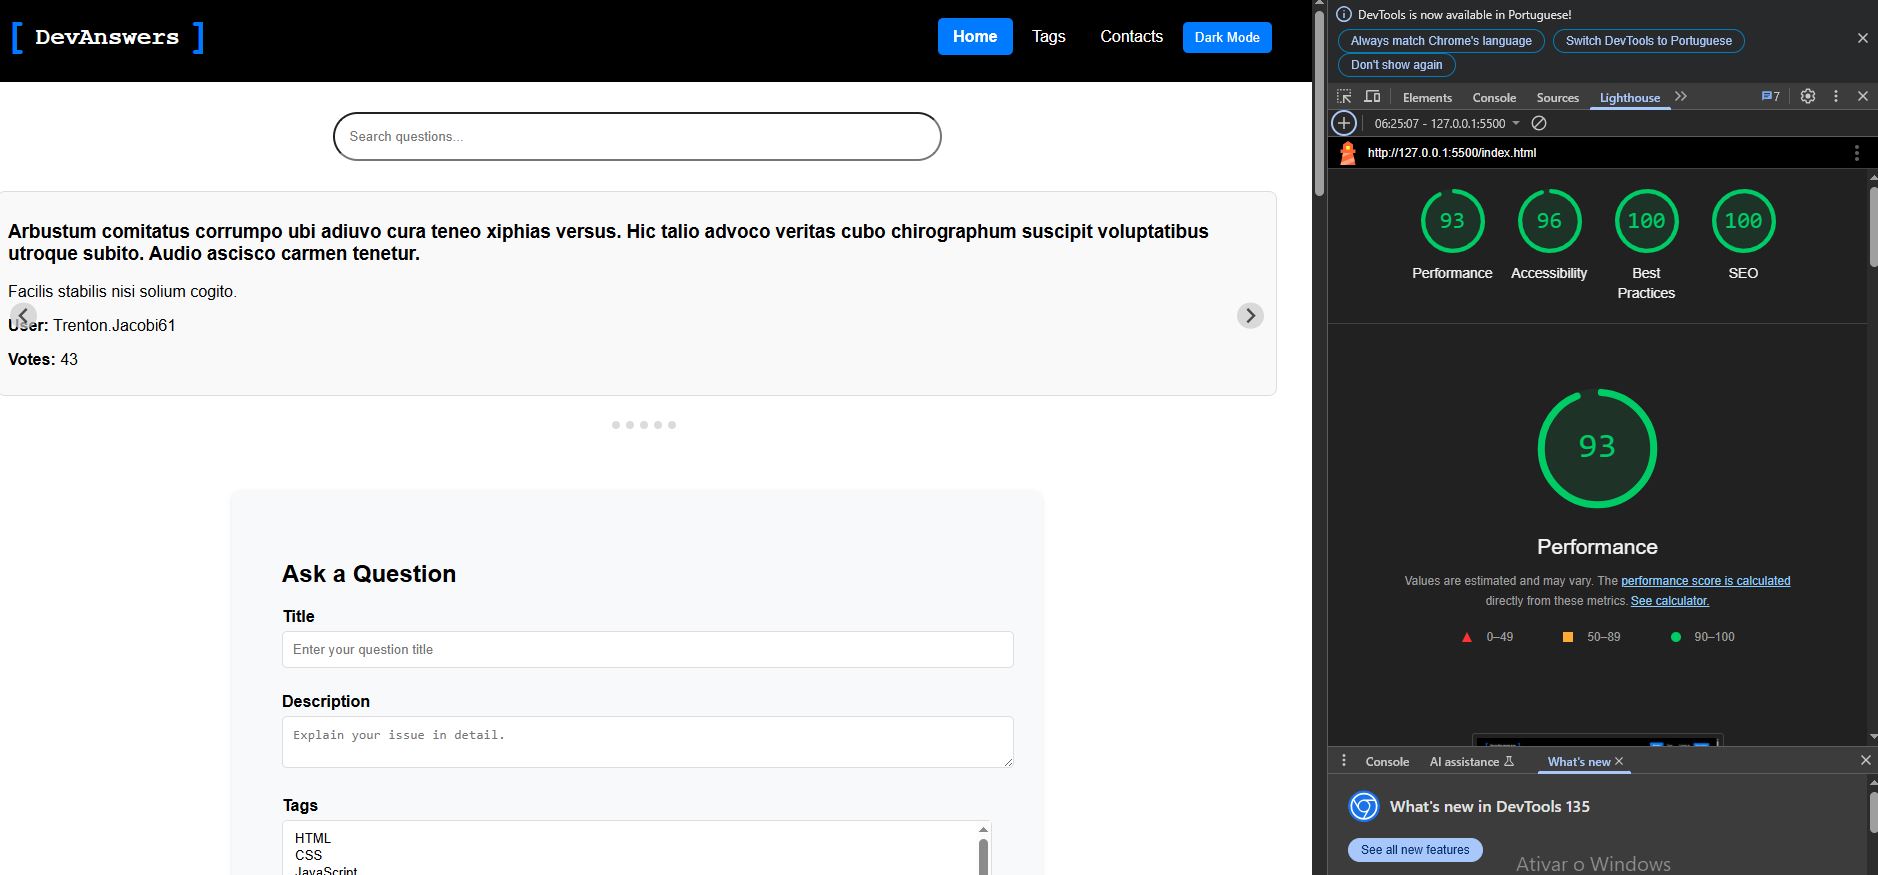 [ DevAnswers ]
Home
Tags
Contacts
Dark Mode
Search questions...
Arbustum comitatus corrumpo ubi adiuvo cura teneo xiphias versus. Hic talio advoco veritas cubo chirographum suscipit voluptatibus
utroque subito. Audio ascisco carmen tenetur.
Facilis stabilis nisi solium cogito.
User: Trenton.Jacobi61
Votes: 43
Ask a Question
Title
Enter your question title
Description
Explain your issue in detail.
Tags
HTML
CSS
JavaScript
DevTools is now available in Portuguese!
Always match Chrome's language
Switch DevTools to Portuguese
Don't show again
Elements
Console
Sources
Lighthouse
7
06:25:07 - 127.0.0.1:5500
http://127.0.0.1:5500/index.html
93
96
100
100
Performance
Accessibility
Best
Practices
SEO
93
Performance
Values are estimated and may vary. The performance score is calculated
directly from these metrics. See calculator.
0–49
50–89
90–100
Console
AI assistance
What's new
What's new in DevTools 135
See all new features
Ativar o Windows